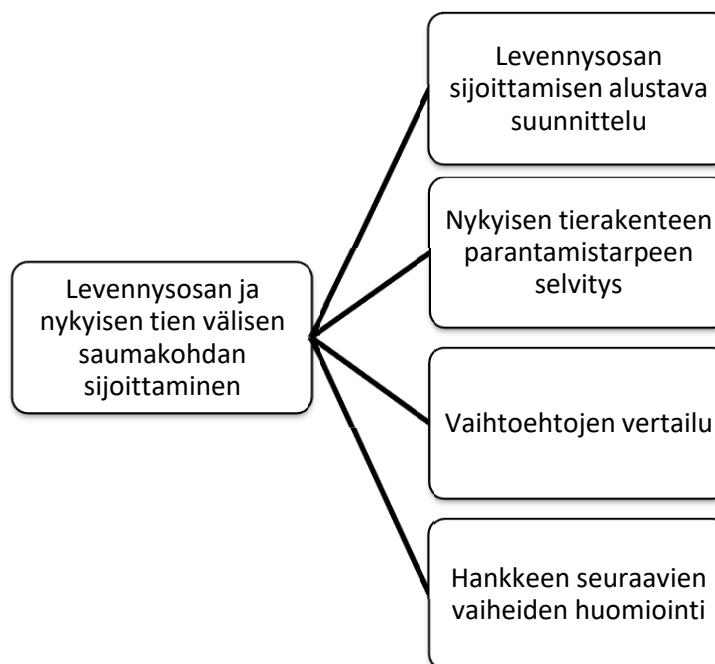 Levennysosan ja
nykyisen tien välisen
saumakohdan
sijoittaminen
Levennysosan
sijoittamisen alustava
suunnittelu
Nykyisen tierakenteen
parantamistarpeen
selvitys
Vaihtoehtojen vertailu
Hankkeen seuraavien
vaiheiden huomiointi